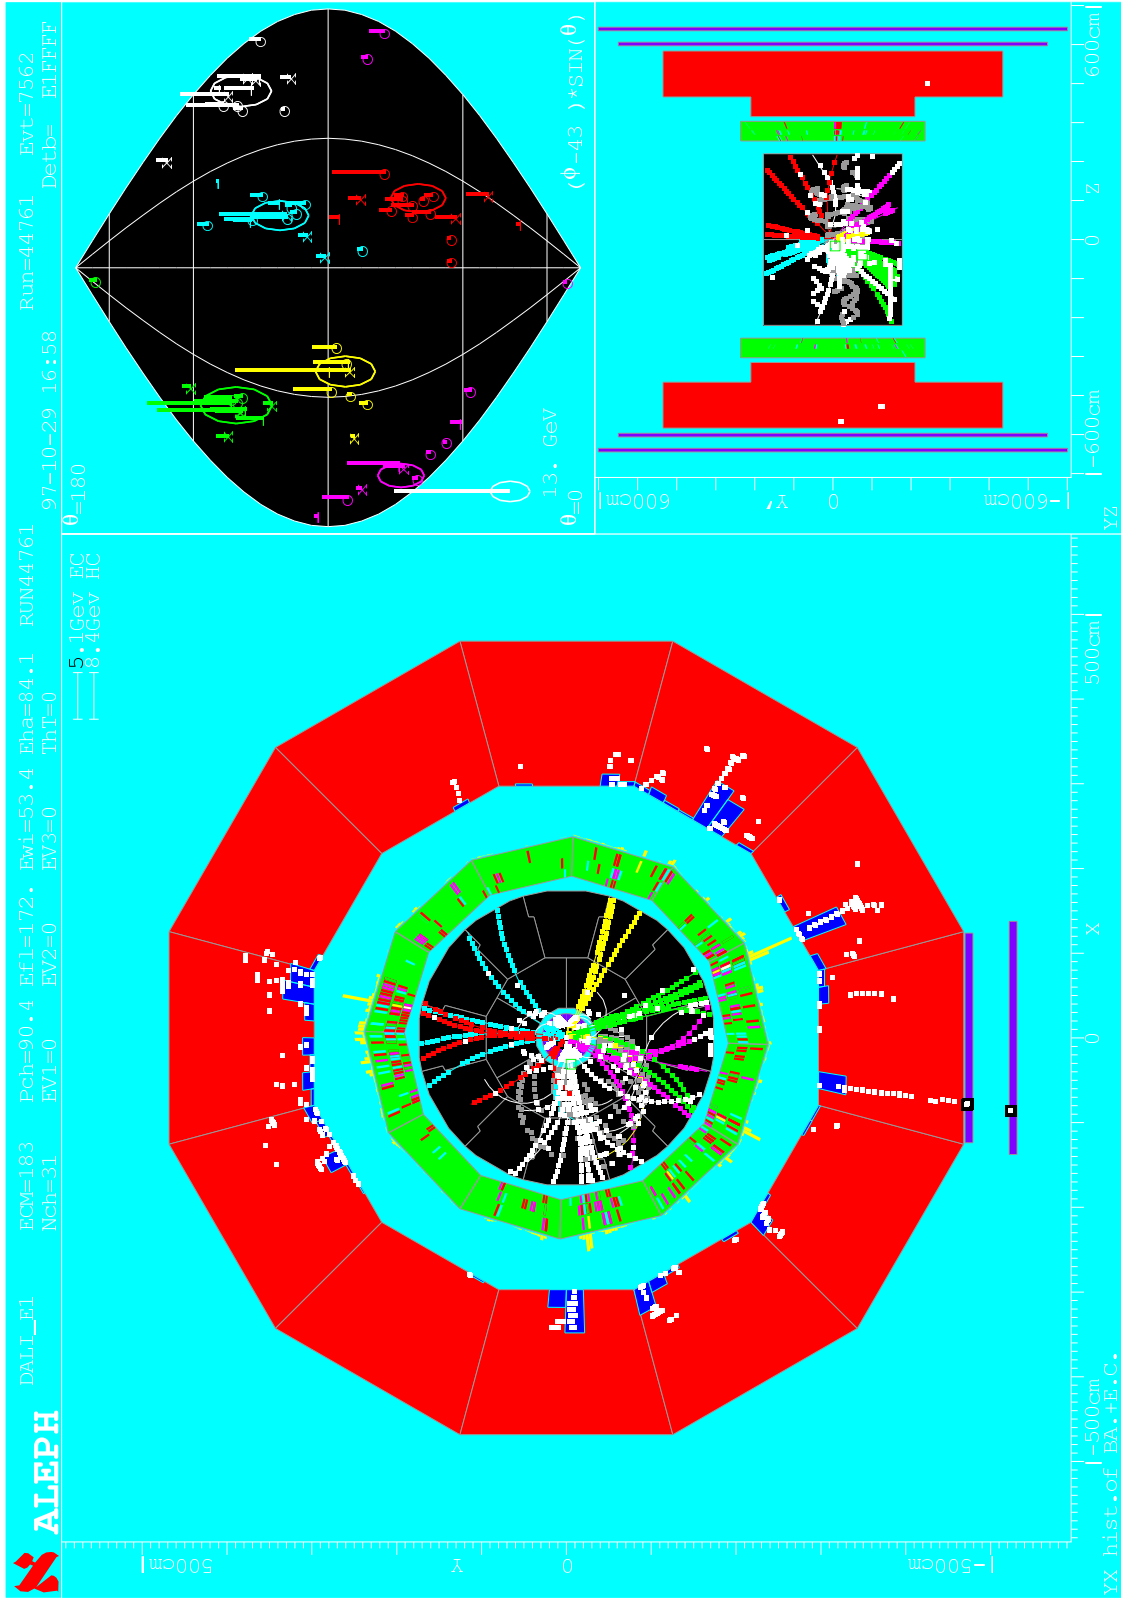 ALEPH DALI_E1 ECM=183 Pch=90.4 Efl=172. Ewi=53.4 Eha=84.1 RUN44761
Nch=31 EV1=0 EV2=0 EV3=0 ThT=0
97-10-29 16:58 Run=44761 Evt=7562
Detb= E1FFFF
5.1Gev EC
8.4Gev HC
θ=180
θ=0
13. GeV
(ϕ-43 )*SIN(θ)
600cm
Z
0
-600cm
600cm
Y'
0
-600cm
YZ
500cm
X
0
-500cm
500cm
Y
0
-500cm
YX hist.of BA.+E.C.